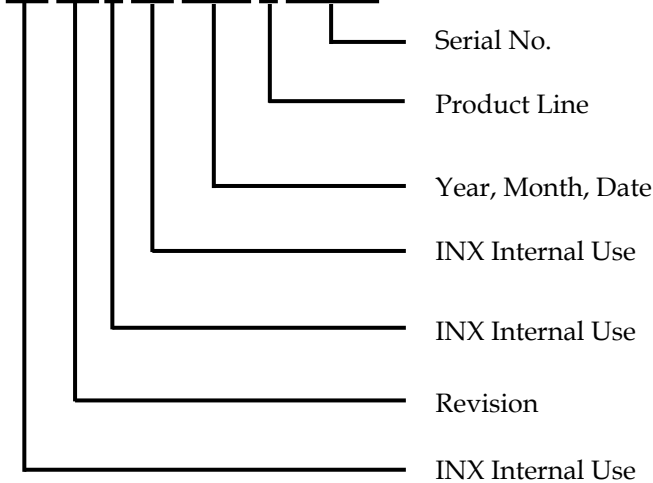 Serial No.
Product Line
Year, Month, Date
INX Internal Use
INX Internal Use
Revision
INX Internal Use